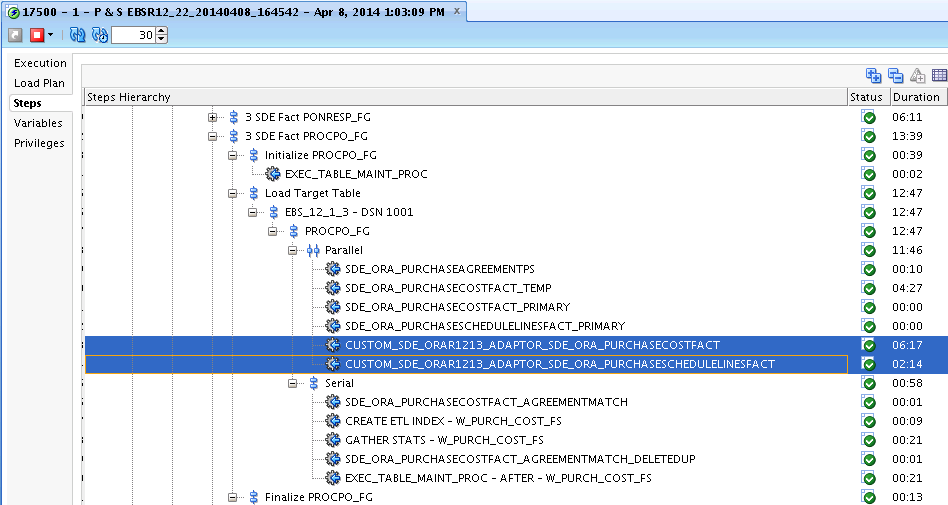 17500 - 1 - P & S EBSR12_22_20140408_164542 - Apr 8, 2014 1:03:09 PM
30
Execution
Load Plan
Steps
Variables
Privileges
Steps Hierarchy Status Duration
3 SDE Fact PONRESP_FG 06:11
3 SDE Fact PROCPO_FG 13:39
Initialize PROCPO_FG 00:39
EXEC_TABLE_MAINT_PROC 00:02
Load Target Table 12:47
EBS_12_1_3 - DSN 1001 12:47
PROCPO_FG 12:47
Parallel 11:46
SDE_ORA_PURCHASEAGREEMENTPS 00:10
SDE_ORA_PURCHASECOSTFACT_TEMP 04:27
SDE_ORA_PURCHASECOSTFACT_PRIMARY 00:00
SDE_ORA_PURCHASESCHEDULELINESFACT_PRIMARY 00:00
CUSTOM_SDE_ORAR1213_ADAPTOR_SDE_ORA_PURCHASECOSTFACT 06:17
CUSTOM_SDE_ORAR1213_ADAPTOR_SDE_ORA_PURCHASESCHEDULELINESFACT 02:14
Serial 00:58
SDE_ORA_PURCHASECOSTFACT_AGREEMENTMATCH 00:01
CREATE ETL INDEX - W_PURCH_COST_FS 00:09
GATHER STATS - W_PURCH_COST_FS 00:21
SDE_ORA_PURCHASECOSTFACT_AGREEMENTMATCH_DELETEDUP 00:01
EXEC_TABLE_MAINT_PROC - AFTER - W_PURCH_COST_FS 00:21
Finalize PROCPO_FG 00:13